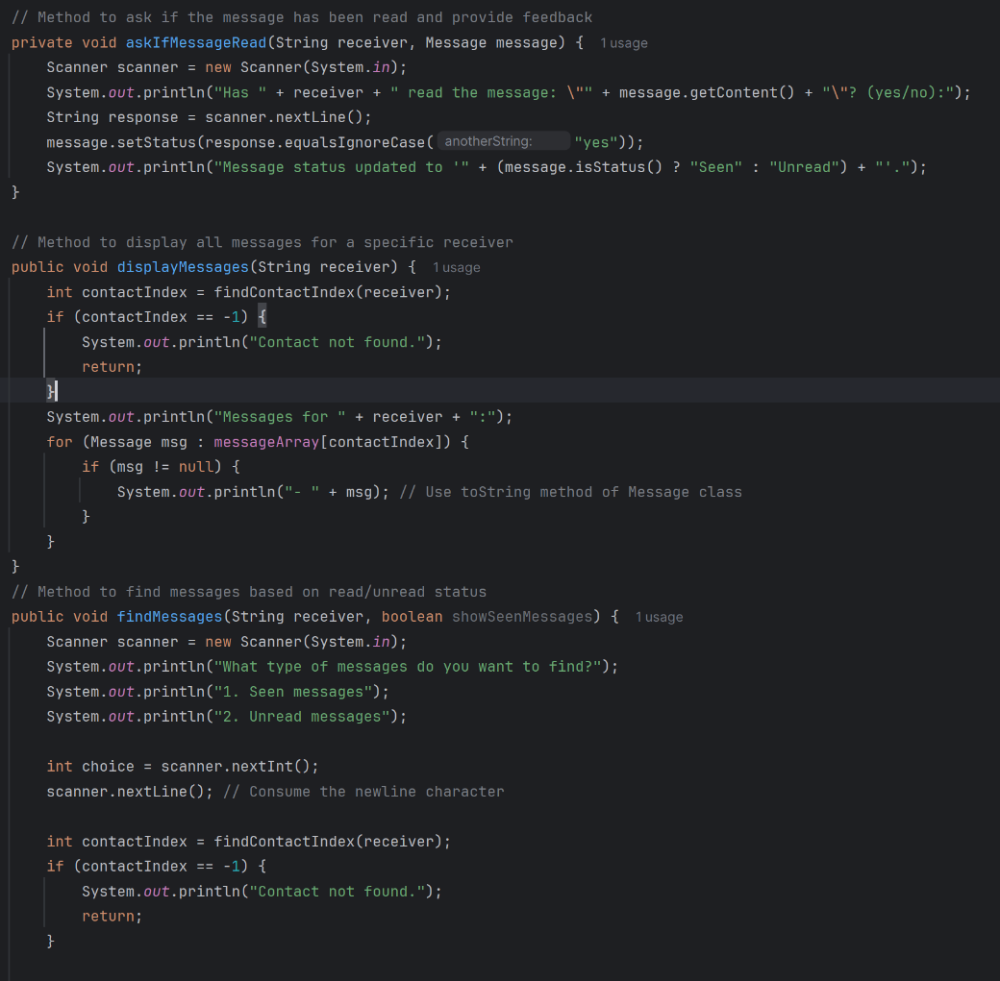 // Method to ask if the message has been read and provide feedback
private void askIfMessageRead(String receiver, Message message) {  1 usage
    Scanner scanner = new Scanner(System.in);
    System.out.println("Has " + receiver + " read the message: \"" + message.getContent() + "\"? (yes/no):");
    String response = scanner.nextLine();
    message.setStatus(response.equalsIgnoreCase( anotherString: "yes"));
    System.out.println("Message status updated to '" + (message.isStatus() ? "Seen" : "Unread") + "'.");
}
// Method to display all messages for a specific receiver
public void displayMessages(String receiver) {  1 usage
    int contactIndex = findContactIndex(receiver);
    if (contactIndex == -1) {
        System.out.println("Contact not found.");
        return;
    }
    System.out.println("Messages for " + receiver + ":");
    for (Message msg : messageArray[contactIndex]) {
        if (msg != null) {
            System.out.println("- " + msg); // Use toString method of Message class
        }
    }
}
// Method to find messages based on read/unread status
public void findMessages(String receiver, boolean showSeenMessages) {  1 usage
    Scanner scanner = new Scanner(System.in);
    System.out.println("What type of messages do you want to find?");
    System.out.println("1. Seen messages");
    System.out.println("2. Unread messages");
    int choice = scanner.nextInt();
    scanner.nextLine(); // Consume the newline character
    int contactIndex = findContactIndex(receiver);
    if (contactIndex == -1) {
        System.out.println("Contact not found.");
        return;
    }